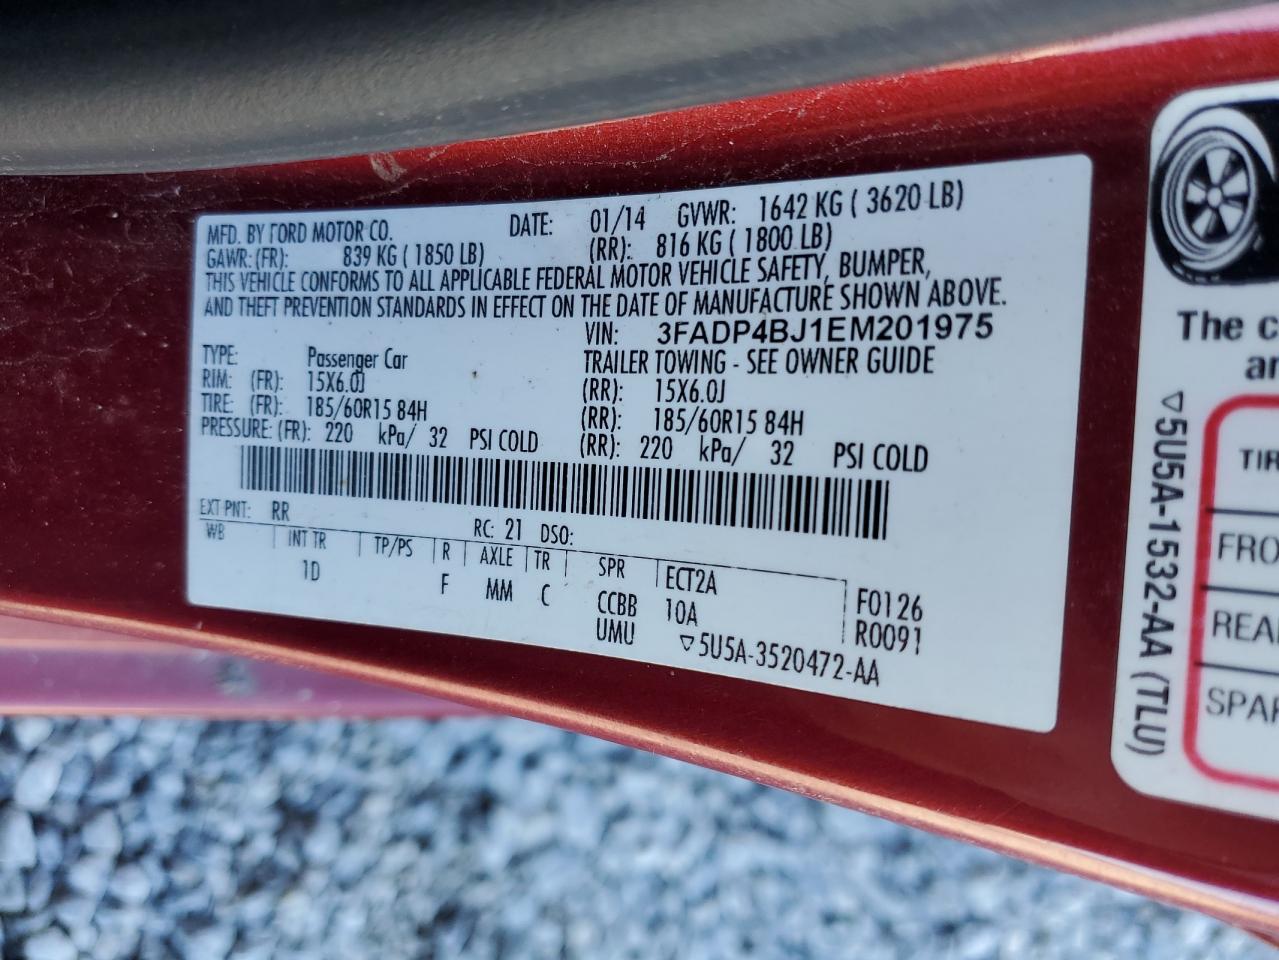 MFD. BY FORD MOTOR CO. DATE: 01/14 GVWR: 1642 KG ( 3620 LB)
GAWR: (FR): 839 KG ( 1850 LB) (RR): 816 KG ( 1800 LB)
THIS VEHICLE CONFORMS TO ALL APPLICABLE FEDERAL MOTOR VEHICLE SAFETY, BUMPER,
AND THEFT PREVENTION STANDARDS IN EFFECT ON THE DATE OF MANUFACTURE SHOWN ABOVE.
VIN: 3FADP4BJ1EM201975
TYPE: Passenger Car TRAILER TOWING - SEE OWNER GUIDE
RIM: (FR): 15X6.0J (RR): 15X6.0J
TIRE: (FR): 185/60R15 84H (RR): 185/60R15 84H
PRESSURE: (FR): 220 kPa/ 32 PSI COLD (RR): 220 kPa/ 32 PSI COLD
EXT PNT: RR RC: 21 DSO:
WB INT TR TP/PS R AXLE TR SPR ECT2A
1D F MM C CCBB 10A F0126
UMU R0091
▽5U5A-3520472-AA
The c
an
▽5U5A-1532-AA (TLU)
TIR
FRO
REA
SPAR